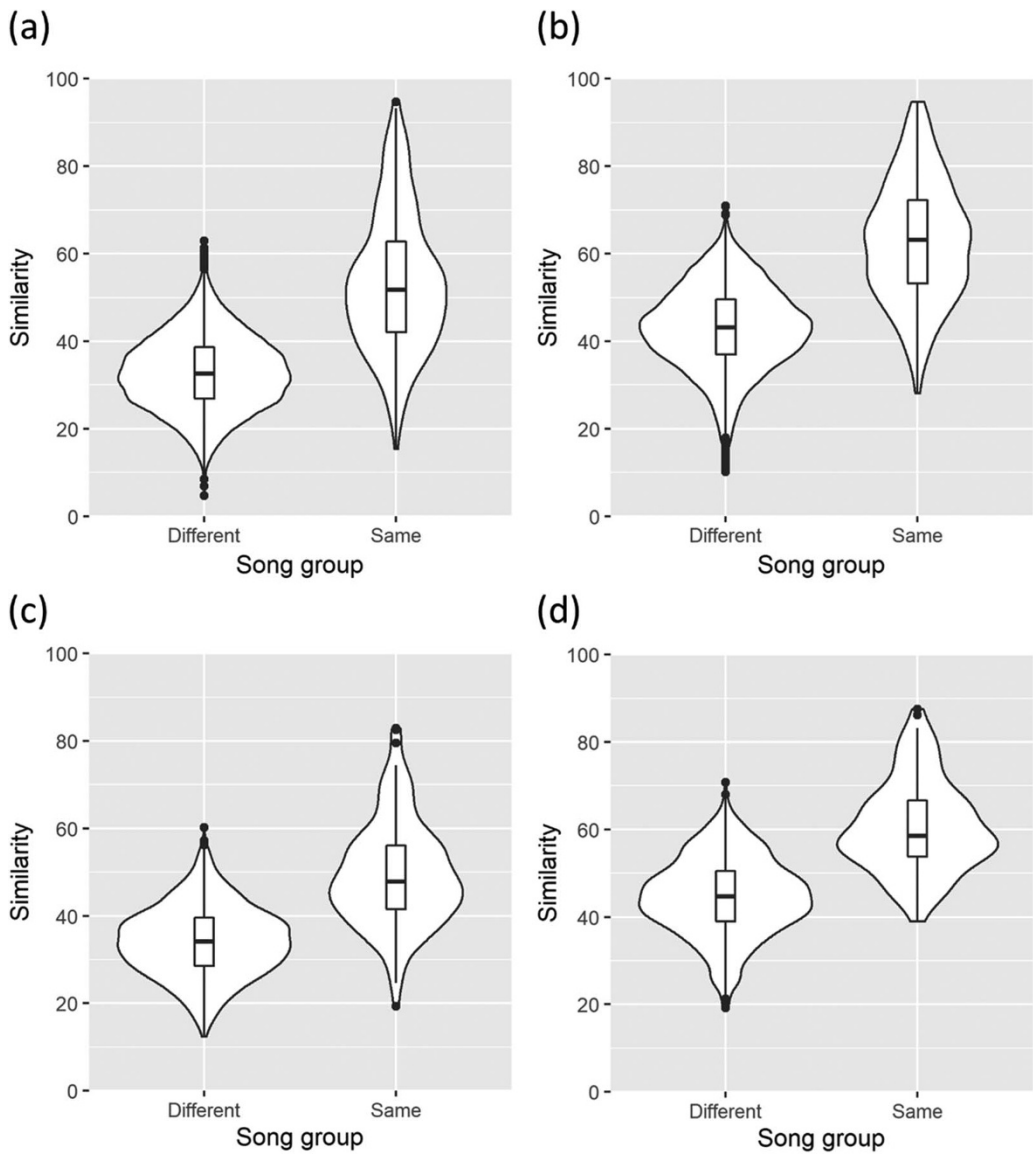 (a)
(b)
100
80
60
40
20
0
Similarity
Different
Same
Song group
100
80
60
40
20
0
Similarity
Different
Same
Song group
(c)
(d)
100
80
60
40
20
0
Similarity
Different
Same
Song group
100
80
60
40
20
0
Similarity
Different
Same
Song group